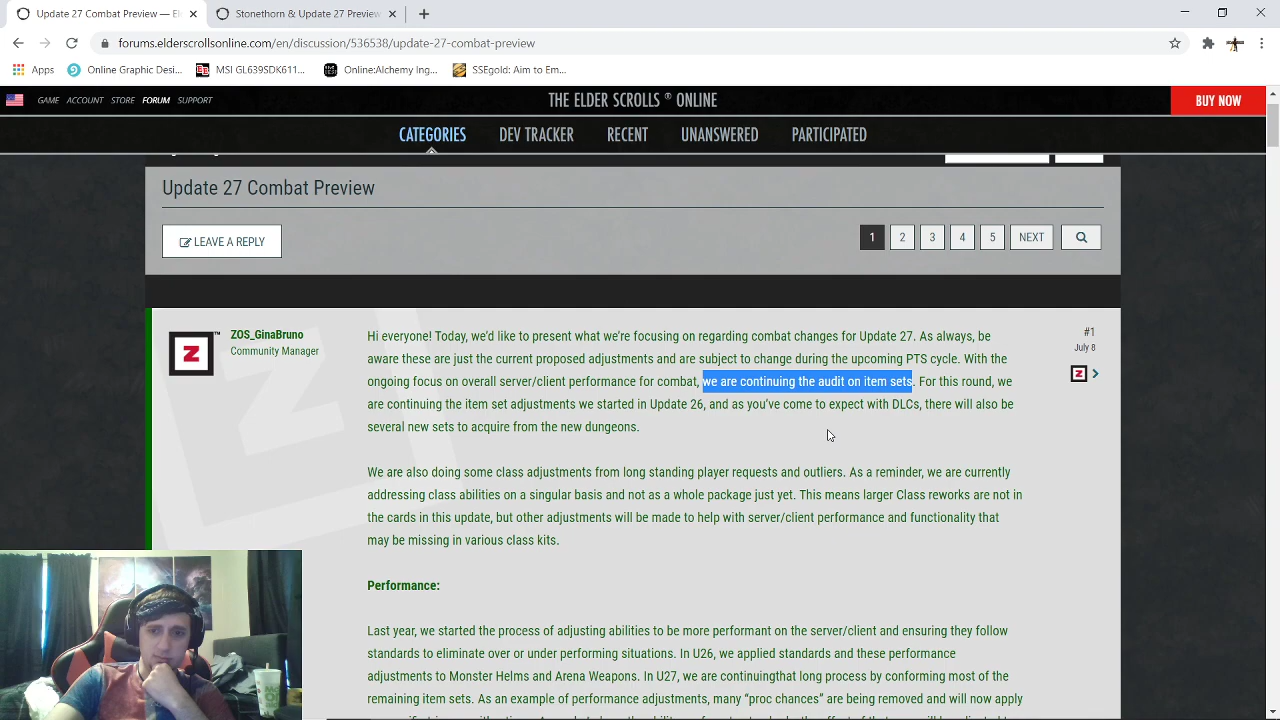 Update 27 Combat Preview — El
Stonethorn & Update 27 Preview
forums.elderscrollsonline.com/en/discussion/536538/update-27-combat-preview
Apps
Online Graphic Desi...
MSI GL639SDK611...
Online:Alchemy Ing...
SSEgold: Aim to Em...
GAME ACCOUNT STORE FORUM SUPPORT
THE ELDER SCROLLS ® ONLINE
BUY NOW
CATEGORIES DEV TRACKER RECENT UNANSWERED PARTICIPATED
Update 27 Combat Preview
LEAVE A REPLY
1 2 3 4 5 NEXT
ZOS_GinaBruno
Community Manager
#1
July 8
Hi everyone! Today, we'd like to present what we're focusing on regarding combat changes for Update 27. As always, be
aware these are just the current proposed adjustments and are subject to change during the upcoming PTS cycle. With the
ongoing focus on overall server/client performance for combat, we are continuing the audit on item sets. For this round, we
are continuing the item set adjustments we started in Update 26, and as you've come to expect with DLCs, there will also be
several new sets to acquire from the new dungeons.
We are also doing some class adjustments from long standing player requests and outliers. As a reminder, we are currently
addressing class abilities on a singular basis and not as a whole package just yet. This means larger Class reworks are not in
the cards in this update, but other adjustments will be made to help with server/client performance and functionality that
may be missing in various class kits.
Performance:
Last year, we started the process of adjusting abilities to be more performant on the server/client and ensuring they follow
standards to eliminate over or under performing situations. In U26, we applied standards and these performance
adjustments to Monster Helms and Arena Weapons. In U27, we are continuingthat long process by conforming most of the
remaining item sets. As an example of performance adjustments, many "proc chances" are being removed and will now apply